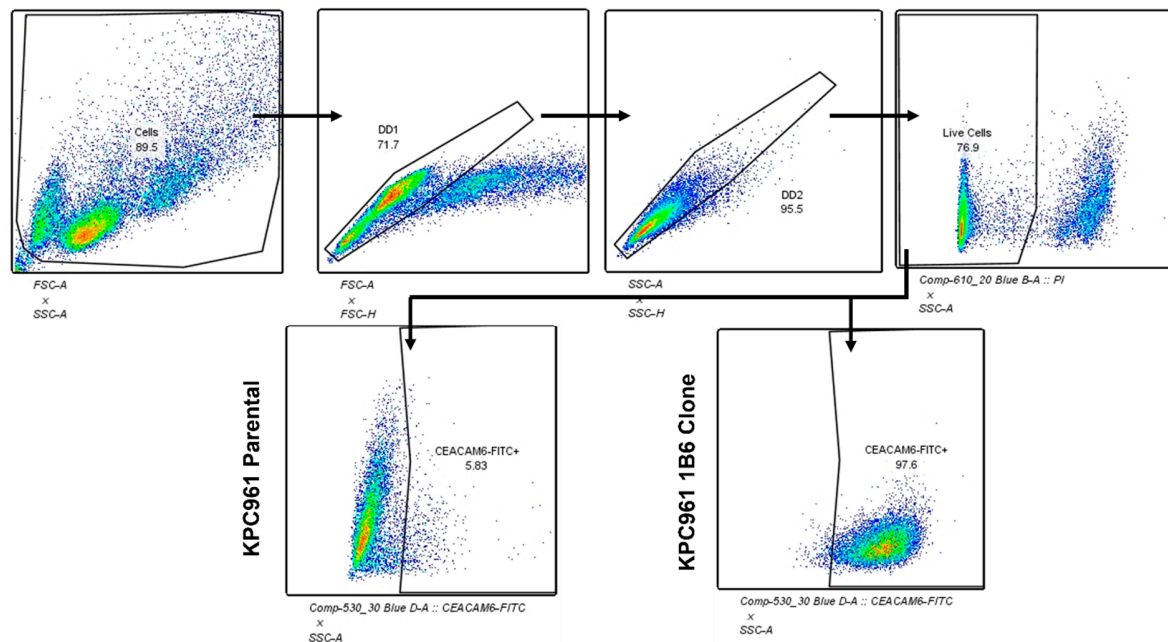 Cells
89.5
FSC-A
x
SSC-A
DD1
71.7
FSC-A
x
FSC-H
DD2
95.5
SSC-A
x
SSC-H
Live Cells
76.9
Comp-610_20 Blue B-A :: PI
x
SSC-A
KPC961 Parental
CEACAM6-FITC+
5.83
Comp-530_30 Blue D-A :: CEACAM6-FITC
x
SSC-A
KPC961 1B6 Clone
CEACAM6-FITC+
97.6
Comp-530_30 Blue D-A :: CEACAM6-FITC
x
SSC-A